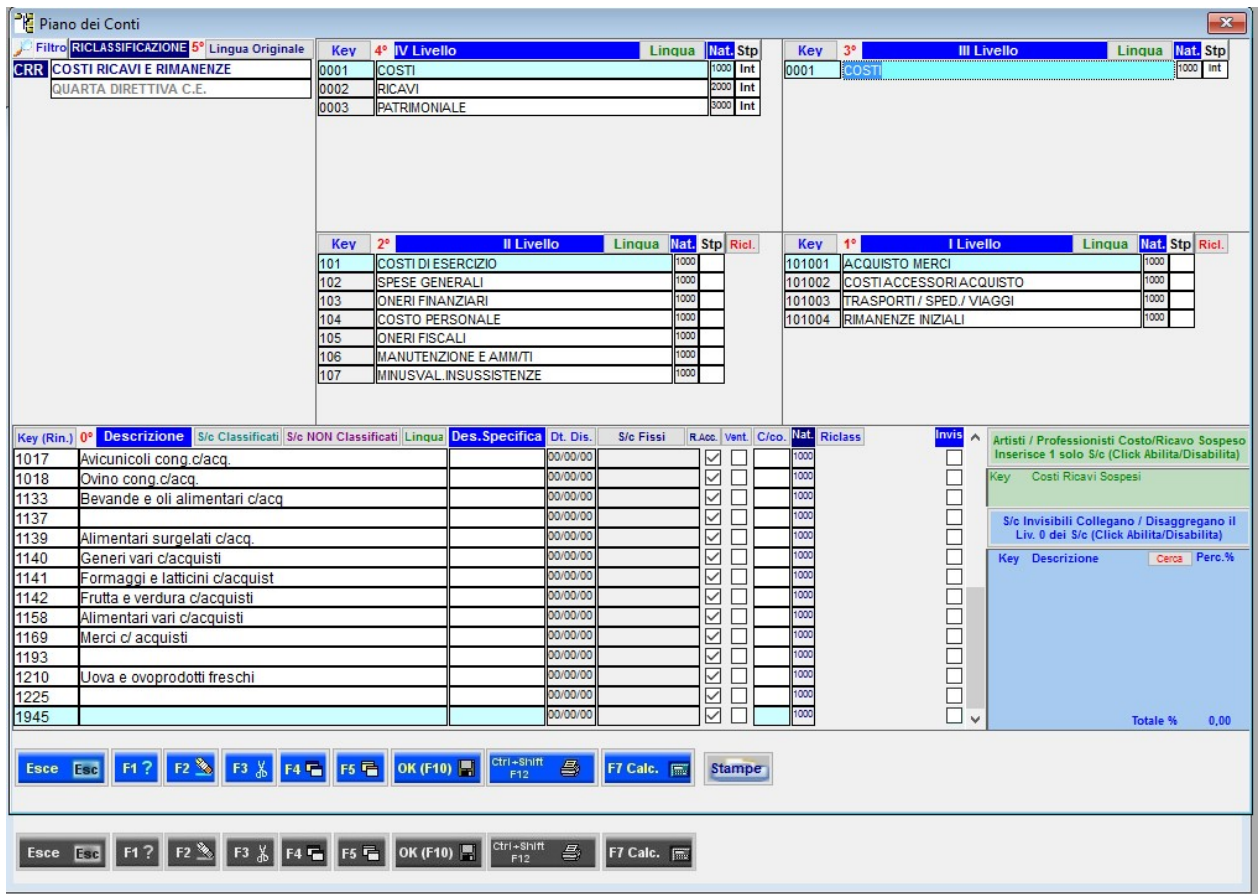 Piano dei Conti
Filtro RICLASSIFICAZIONE 5° Lingua Originale
CRR COSTI RICAVI E RIMANENZE
QUARTA DIRETTIVA C.E.
Key 4° IV Livello Lingua Nat. Stp
0001 COSTI 1000 Int
0002 RICAVI 2000 Int
0003 PATRIMONIALE 3000 Int
Key 3° III Livello Lingua Nat. Stp
0001 COSTI 1000 Int
Key 2° II Livello Lingua Nat. Stp Ricl.
101 COSTI DI ESERCIZIO 1000
102 SPESE GENERALI 1000
103 ONERI FINANZIARI 1000
104 COSTO PERSONALE 1000
105 ONERI FISCALI 1000
106 MANUTENZIONE E AMM/TI 1000
107 MINUSVAL.INSUSSISTENZE 1000
Key 1° I Livello Lingua Nat. Stp Ricl.
101001 ACQUISTO MERCI 1000
101002 COSTI ACCESSORI ACQUISTO 1000
101003 TRASPORTI / SPED./ VIAGGI 1000
101004 RIMANENZE INIZIALI 1000
Key (Rin.) 0° Descrizione S/c Classificati S/c NON Classificati Lingua Des.Specifica Dt. Dis. S/c Fissi R.Acc. Vent. C/co. Nat. Riclass Invis
1017 Avicunicoli cong.c/acq. 00/00/00 1000
1018 Ovino cong.c/acq. 00/00/00 1000
1133 Bevande e oli alimentari c/acq 00/00/00 1000
1137 00/00/00 1000
1139 Alimentari surgelati c/acq. 00/00/00 1000
1140 Generi vari c/acquisti 00/00/00 1000
1141 Formaggi e latticini c/acquist 00/00/00 1000
1142 Frutta e verdura c/acquisti 00/00/00 1000
1158 Alimentari vari c/acquisti 00/00/00 1000
1169 Merci c/ acquisti 00/00/00 1000
1193 00/00/00 1000
1210 Uova e ovoprodotti freschi 00/00/00 1000
1225 00/00/00 1000
1945 00/00/00 1000
Artisti / Professionisti Costo/Ricavo Sospeso
Inserisce 1 solo S/c (Click Abilita/Disabilita)
Key Costi Ricavi Sospesi
S/c Invisibili Collegano / Disaggregano il
Liv. 0 dei S/c (Click Abilita/Disabilita)
Key Descrizione Cerca Perc.%
Totale % 0,00
Esce Esc F1 ? F2 F3 F4 F5 OK (F10) Ctrl+Shift F12 F7 Calc. Stampe
Esce Esc F1 ? F2 F3 F4 F5 OK (F10) Ctrl+Shift F12 F7 Calc.